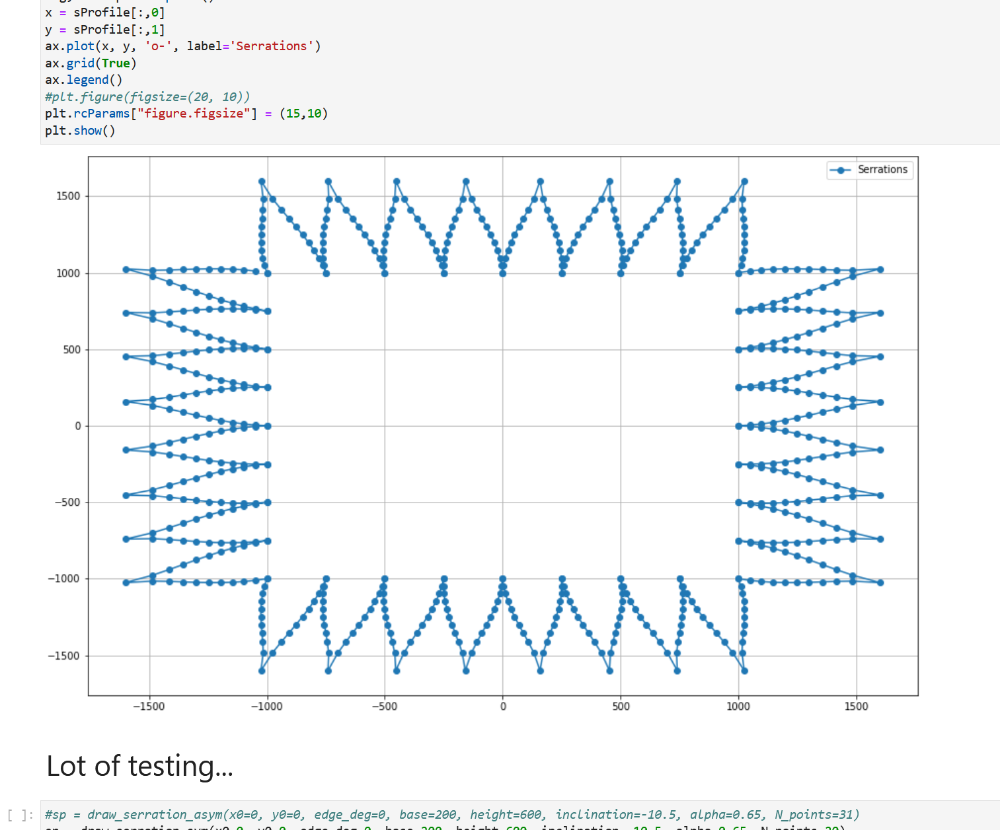 x = sProfile[:,0]
y = sProfile[:,1]
ax.plot(x, y, 'o-', label='Serrations')
ax.grid(True)
ax.legend()
#plt.figure(figsize=(20, 10))
plt.rcParams["figure.figsize"] = (15,10)
plt.show()
Serrations
1500
1000
500
0
−500
−1000
−1500
−1500 −1000 −500 0 500 1000 1500
Lot of testing...
[ ]: #sp = draw_serration_asym(x0=0, y0=0, edge_deg=0, base=200, height=600, inclination=-10.5, alpha=0.65, N_points=31)